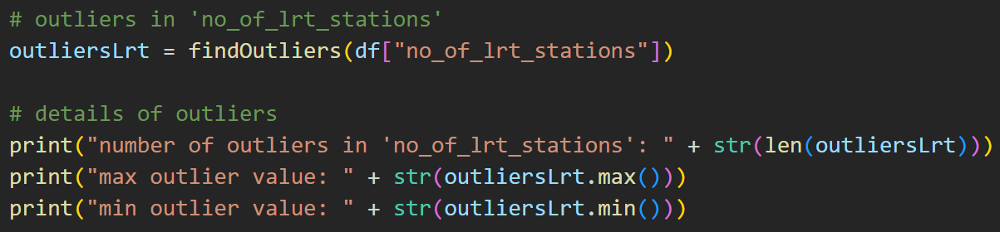 # outliers in 'no_of_lrt_stations'
outliersLrt = findOutliers(df["no_of_lrt_stations"])
# details of outliers
print("number of outliers in 'no_of_lrt_stations': " + str(len(outliersLrt)))
print("max outlier value: " + str(outliersLrt.max()))
print("min outlier value: " + str(outliersLrt.min()))